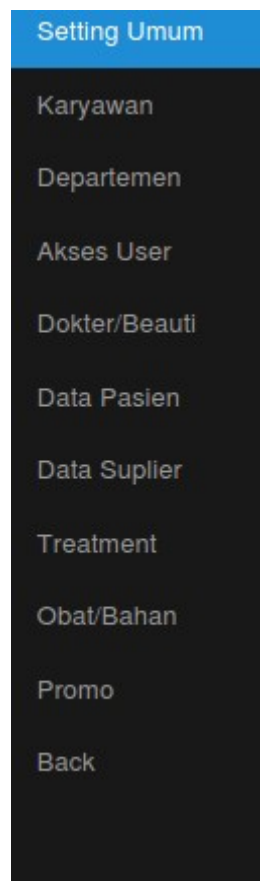 Setting Umum
Karyawan
Departemen
Akses User
Dokter/Beauti
Data Pasien
Data Suplier
Treatment
Obat/Bahan
Promo
Back